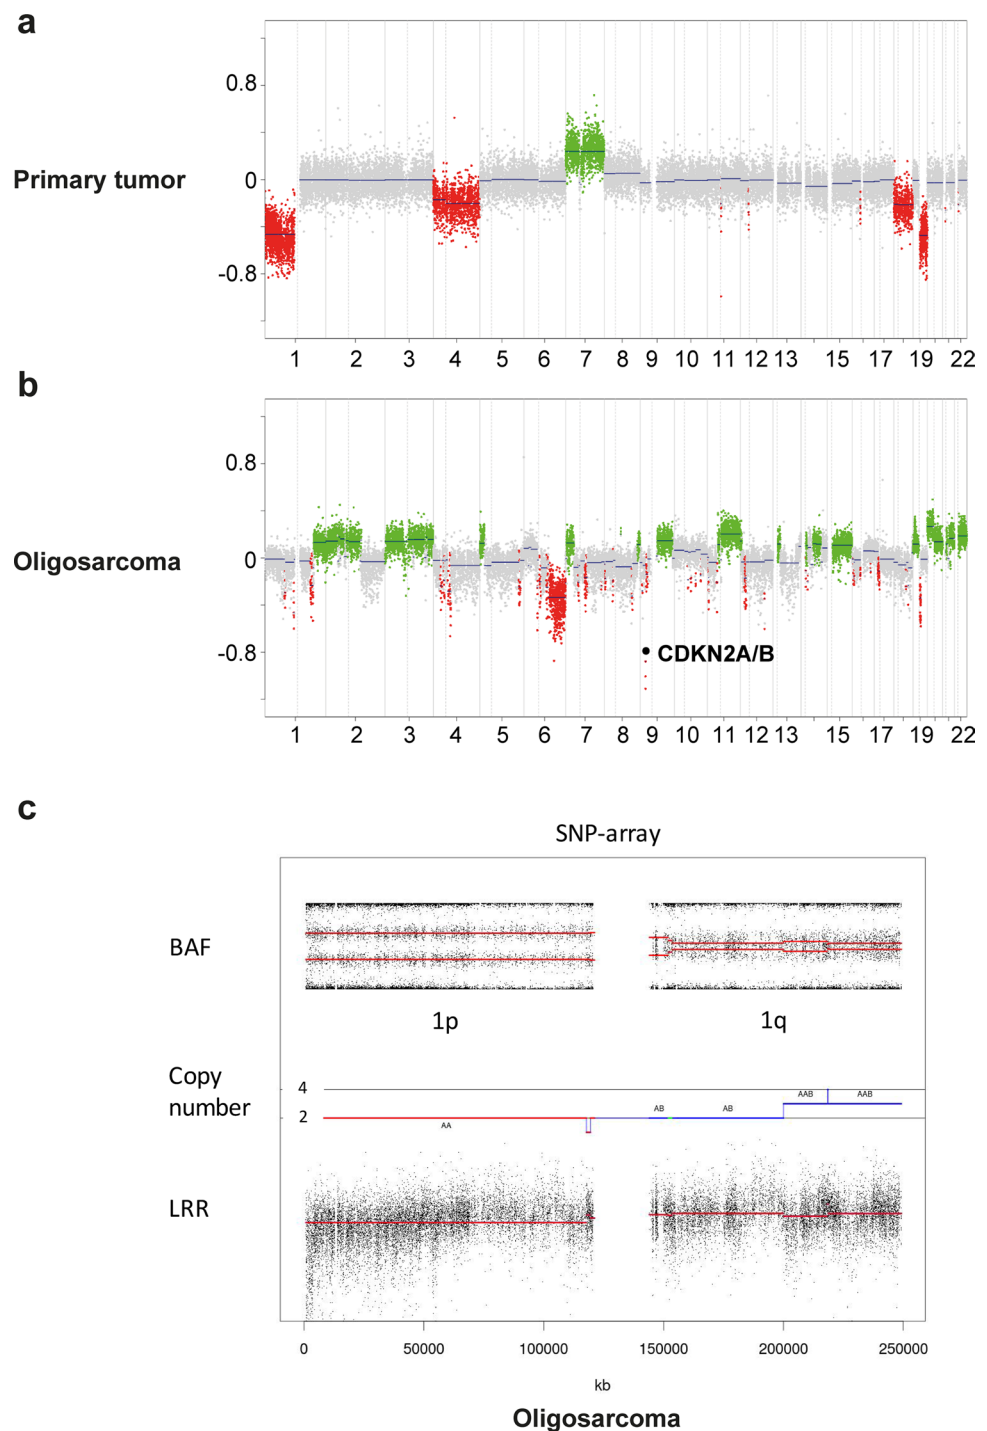 a
0.8
Primary tumor
0
-0.8
1 2 3 4 5 6 7 8 9 10 11 12 13 15 17 19 22
b
0.8
Oligosarcoma
0
-0.8
CDKN2A/B
1 2 3 4 5 6 7 8 9 10 11 12 13 15 17 19 22
c
SNP-array
BAF
1p 1q
Copy number
4
2
AA AB AB AAB AAB
LRR
0 50000 100000 150000 200000 250000
kb
Oligosarcoma